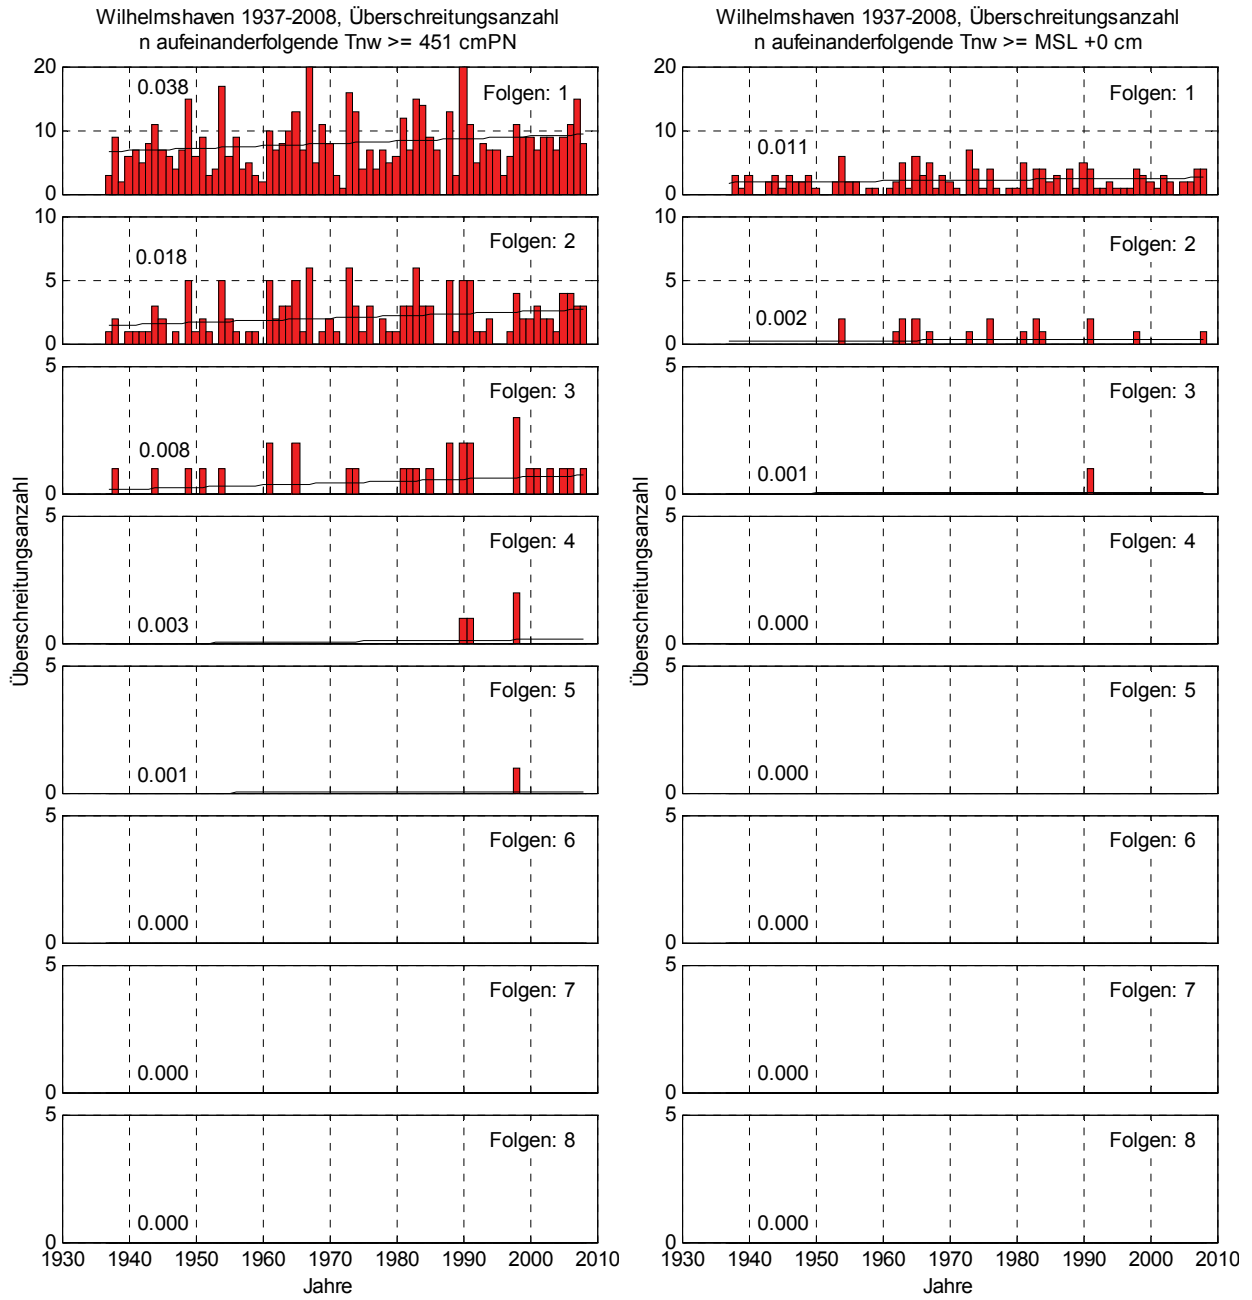 Wilhelmshaven 1937-2008, Überschreitungsanzahl
n aufeinanderfolgende Tnw >= 451 cmPN
20
10
0
0.038
Folgen: 1
10
5
0
0.018
Folgen: 2
5
0
0.008
Folgen: 3
5
0
0.003
Folgen: 4
5
0
0.001
Folgen: 5
5
0
0.000
Folgen: 6
5
0
0.000
Folgen: 7
5
0
0.000
Folgen: 8
Überschreitungsanzahl
1930 1940 1950 1960 1970 1980 1990 2000 2010
Jahre
Wilhelmshaven 1937-2008, Überschreitungsanzahl
n aufeinanderfolgende Tnw >= MSL +0 cm
20
10
0
0.011
Folgen: 1
10
5
0
0.002
Folgen: 2
5
0
0.001
Folgen: 3
5
0
0.000
Folgen: 4
5
0
0.000
Folgen: 5
5
0
0.000
Folgen: 6
5
0
0.000
Folgen: 7
5
0
0.000
Folgen: 8
Überschreitungsanzahl
1930 1940 1950 1960 1970 1980 1990 2000 2010
Jahre